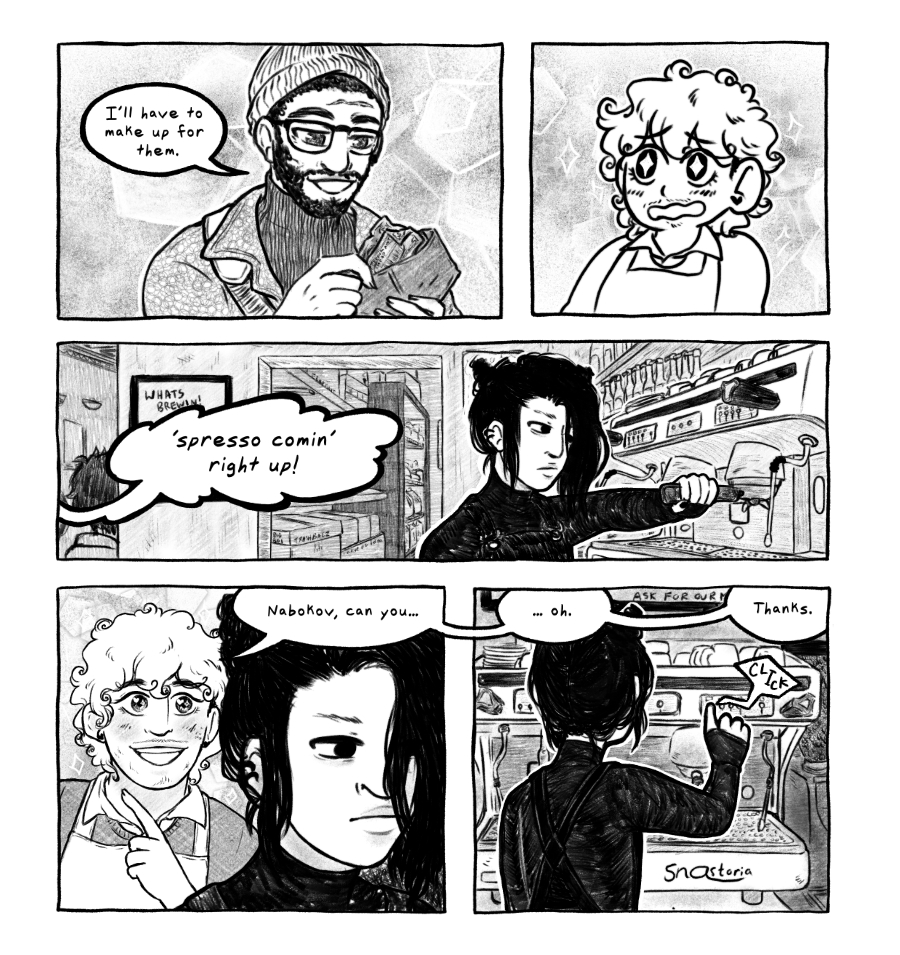 I'll have to
make up for
them.
WHATS
BREWIN'!
'spresso comin'
right up!
Nabokov, can you...
... oh.
Thanks.
ASK FOR OUR
CLICK
Snastoria